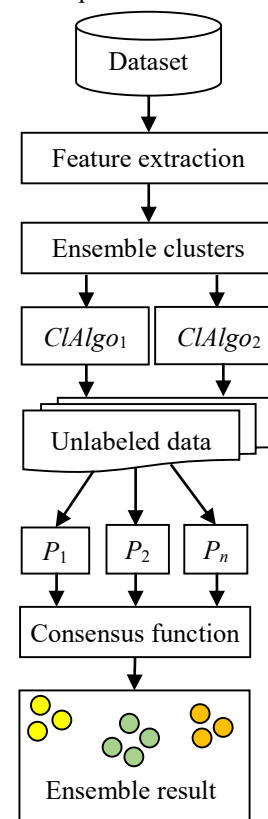 Dataset
Feature extraction
Ensemble clusters
ClAlgo1 ClAlgo2
Unlabeled data
P1 P2 Pn
Consensus function
Ensemble result